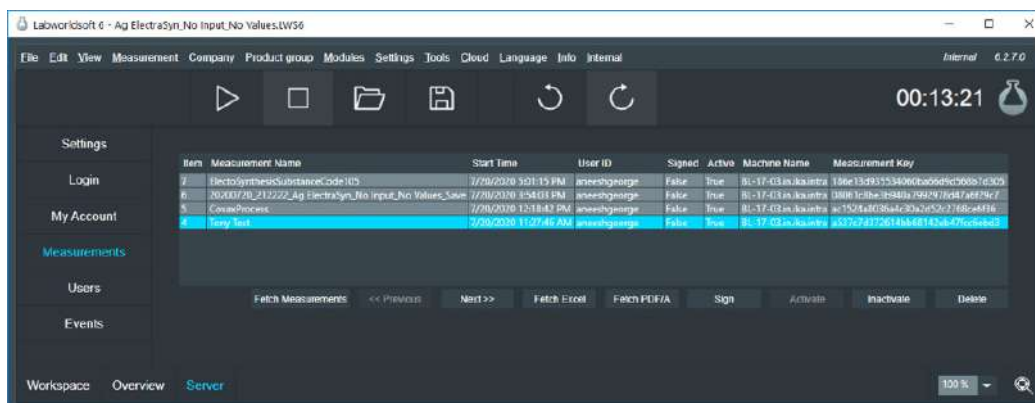 Labworldsoft 6 - Ag ElectraSyn_No Input_No Values.LWS6
File Edit View Measurement Company Product group Modules Settings Tools Cloud Language Info Internal Internal 6.2.7.0
00:13:21
Settings
Login
My Account
Measurements
Users
Events
Item Measurement Name Start Time User ID Signed Active Machine Name Measurement Key
7 ElectoSynthesisSubstanceCode105 7/20/2020 5:01:15 PM aneeshgeorge False True
6 20200720_212222_Ag ElectraSyn_No Input_No Values_Save 7/20/2020 3:54:03 PM aneeshgeorge False True
5 7/20/2020 12:18:42 PM aneeshgeorge False True
4 Tony Test 7/20/2020 11:27:46 AM aneeshgeorge False True
Fetch Measurements << Previous Next >> Fetch Excel Fetch PDF/A Sign Activate Inactivate Delete
Workspace Overview Server 100 %